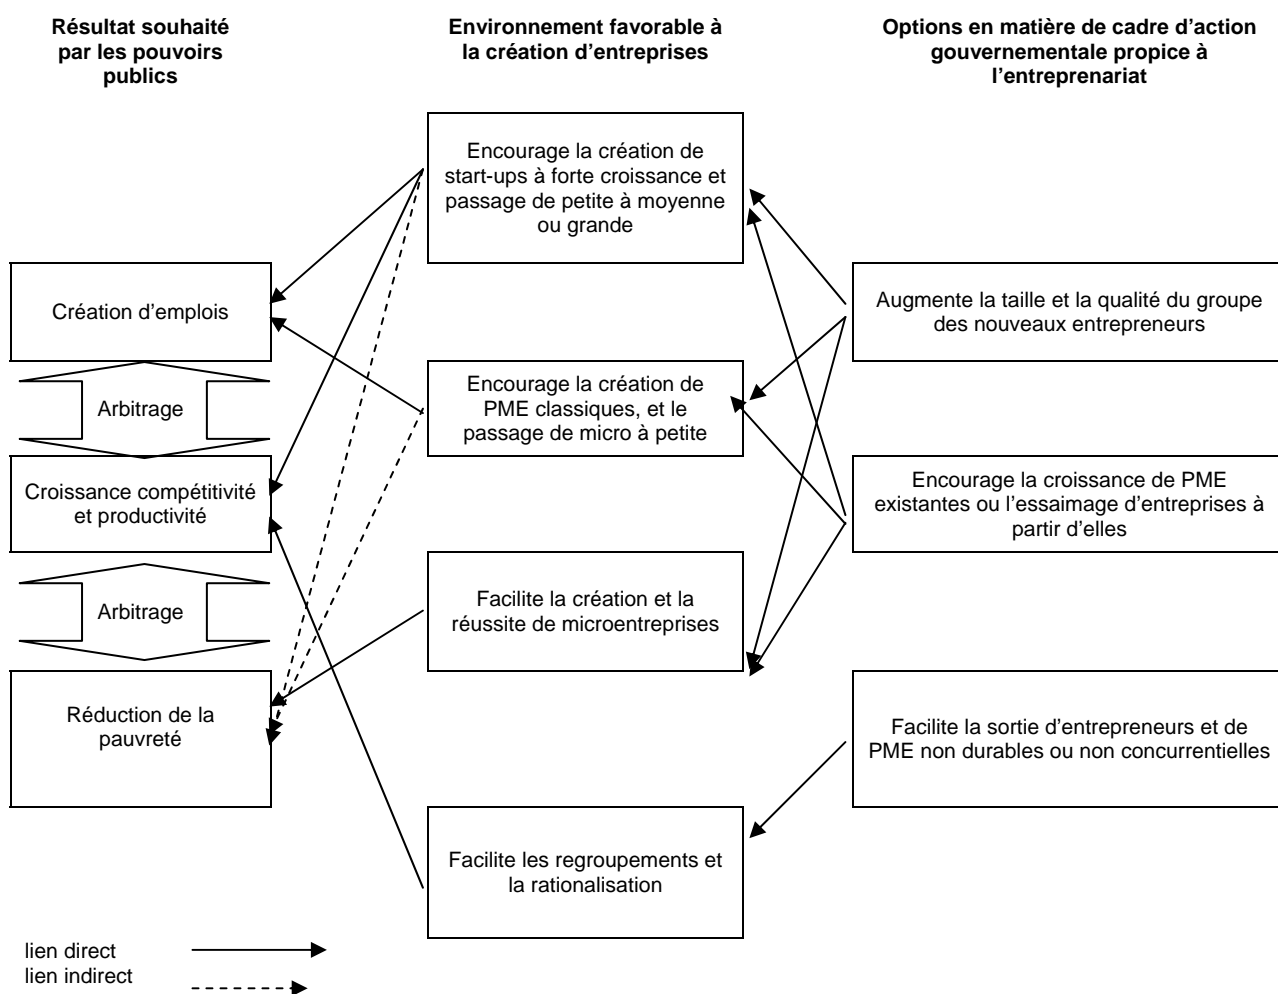 Résultat souhaité
par les pouvoirs
publics
Environnement favorable à
la création d’entreprises
Options en matière de cadre d’action
gouvernementale propice à
l’entreprenariat
Encourage la création de
start-ups à forte croissance et
passage de petite à moyenne
ou grande
Création d’emplois
Augmente la taille et la qualité du groupe
des nouveaux entrepreneurs
Arbitrage
Encourage la création de
PME classiques, et le
passage de micro à petite
Croissance compétitivité
et productivité
Encourage la croissance de PME
existantes ou l’essaimage d’entreprises à
partir d’elles
Arbitrage
Facilite la création et la
réussite de microentreprises
Réduction de la
pauvreté
Facilite la sortie d’entrepreneurs et de
PME non durables ou non concurrentielles
Facilite les regroupements et
la rationalisation
lien direct
lien indirect